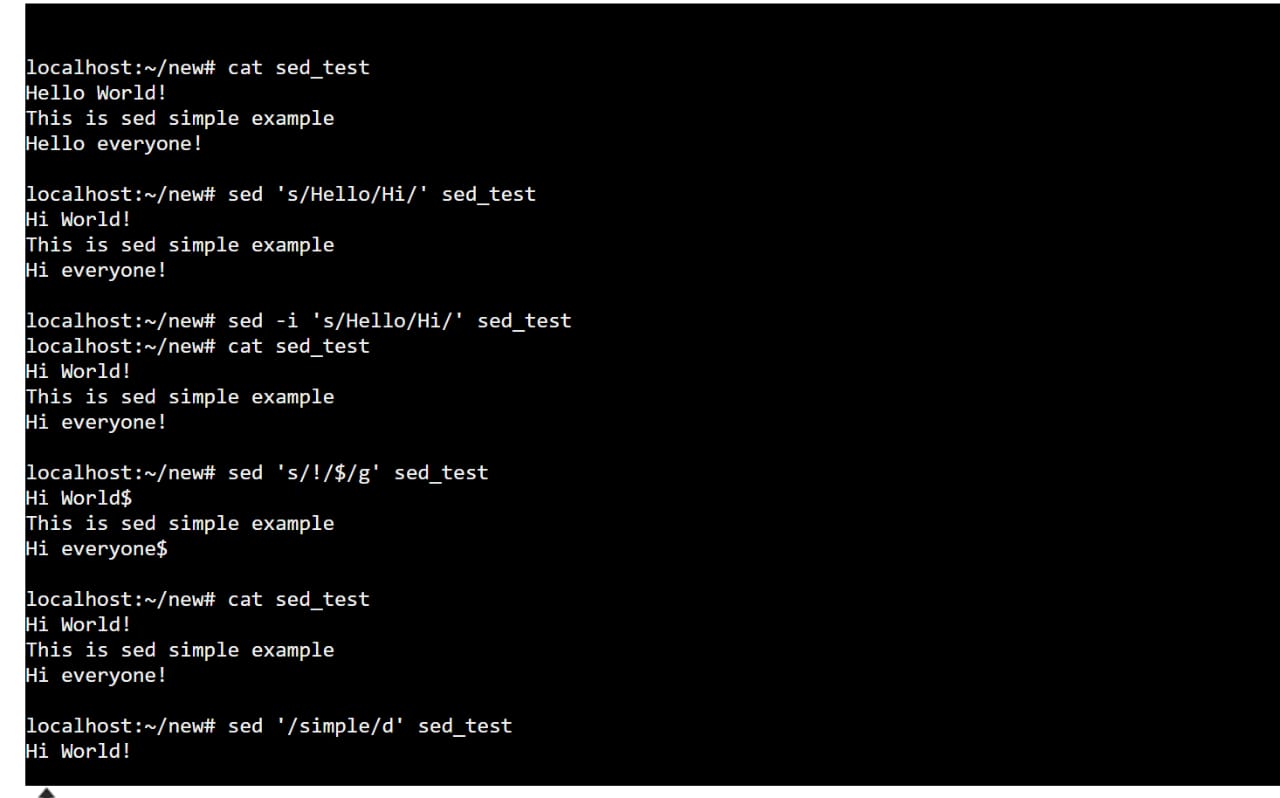 localhost:~/new# cat sed_test
Hello World!
This is sed simple example
Hello everyone!
localhost:~/new# sed 's/Hello/Hi/' sed_test
Hi World!
This is sed simple example
Hi everyone!
localhost:~/new# sed -i 's/Hello/Hi/' sed_test
localhost:~/new# cat sed_test
Hi World!
This is sed simple example
Hi everyone!
localhost:~/new# sed 's/!/$/g' sed_test
Hi World$
This is sed simple example
Hi everyone$
localhost:~/new# cat sed_test
Hi World!
This is sed simple example
Hi everyone!
localhost:~/new# sed '/simple/d' sed_test
Hi World!